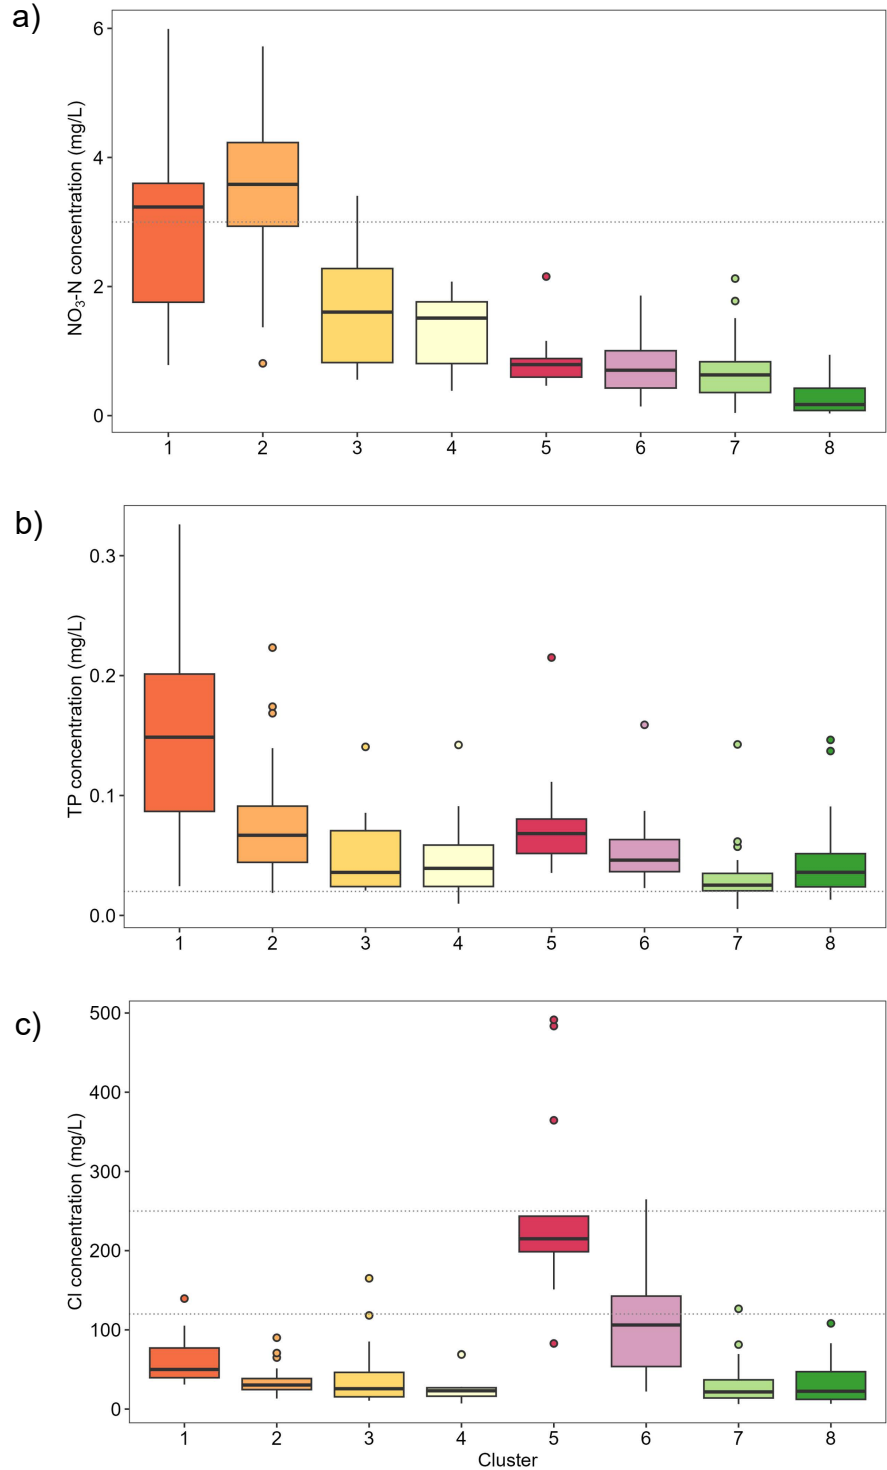 a)
NO3-N concentration (mg/L)
6
4
2
0
1 2 3 4 5 6 7 8
b)
TP concentration (mg/L)
0.3
0.2
0.1
0.0
1 2 3 4 5 6 7 8
c)
Cl concentration (mg/L)
500
400
300
200
100
0
1 2 3 4 5 6 7 8
Cluster